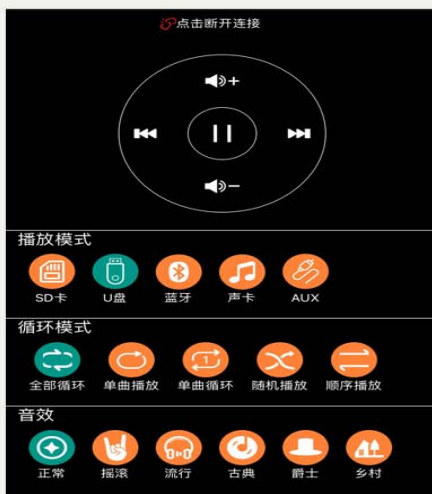 点击断开连接
播放模式
SD卡 U盘 蓝牙 声卡 AUX
循环模式
1
全部循环 单曲播放 单曲循环 随机播放 顺序播放
音效
正常 摇滚 流行 古典 爵士 乡村